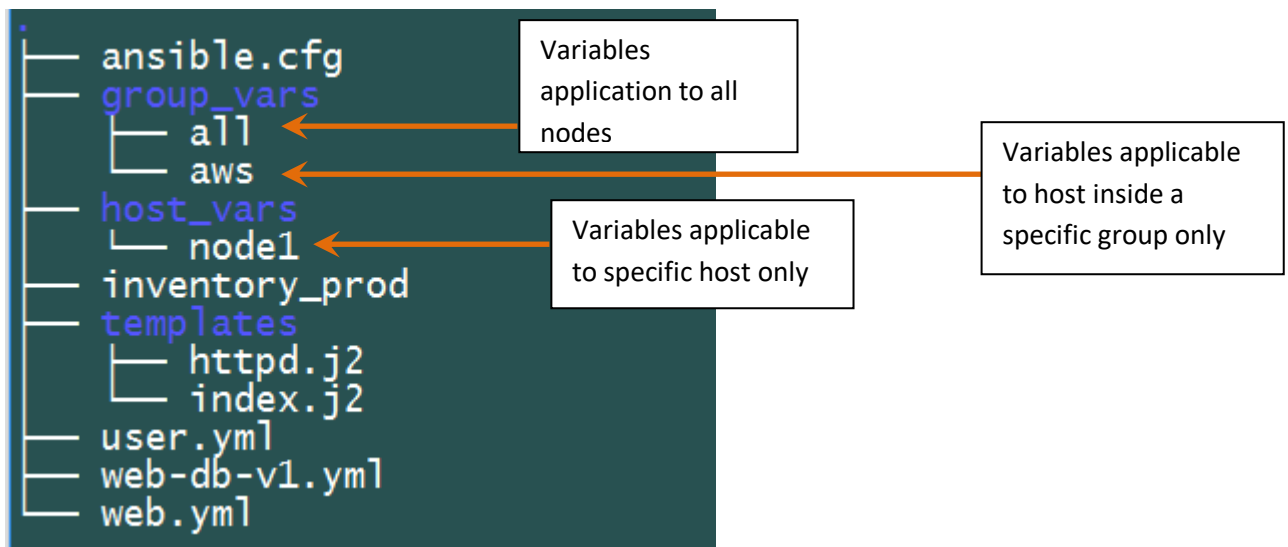 .
├── ansible.cfg
├── group_vars
│   ├── all
│   └── aws
├── host_vars
│   └── node1
├── inventory_prod
├── templates
│   ├── httpd.j2
│   └── index.j2
├── user.yml
├── web-db-v1.yml
└── web.yml
Variables
application to all
nodes
Variables applicable
to host inside a
specific group only
Variables applicable
to specific host only